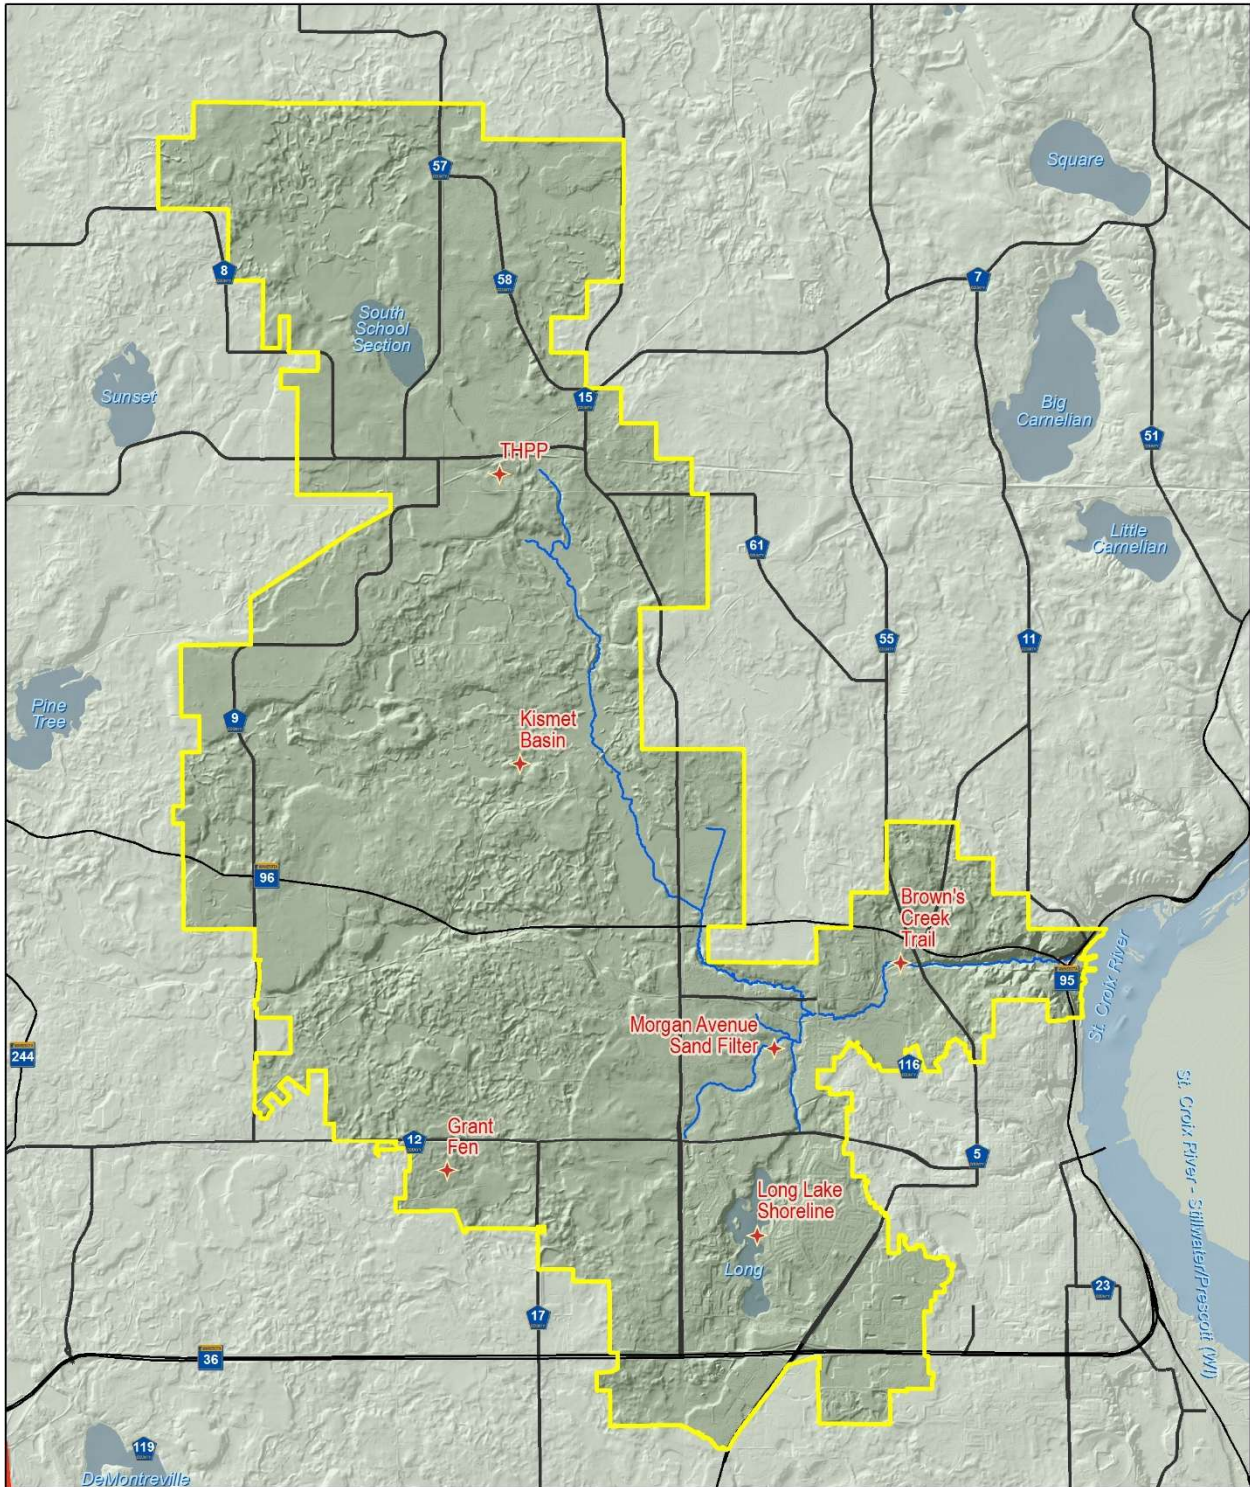 57
Square
8
58
7
South
School
Section
Sunset
15
Big
Carnelian
51
THPP
Little
Carnelian
61
55
11
Pine
Tree
9
Kismet
Basin
96
Brown's
Creek
Trail
95
St. Croix River
Morgan Avenue
Sand Filter
244
116
St. Croix River - Stillwater/Prescott (WI)
12
Grant
Fen
5
Long Lake
Shoreline
Long
23
17
36
119
DeMontreville